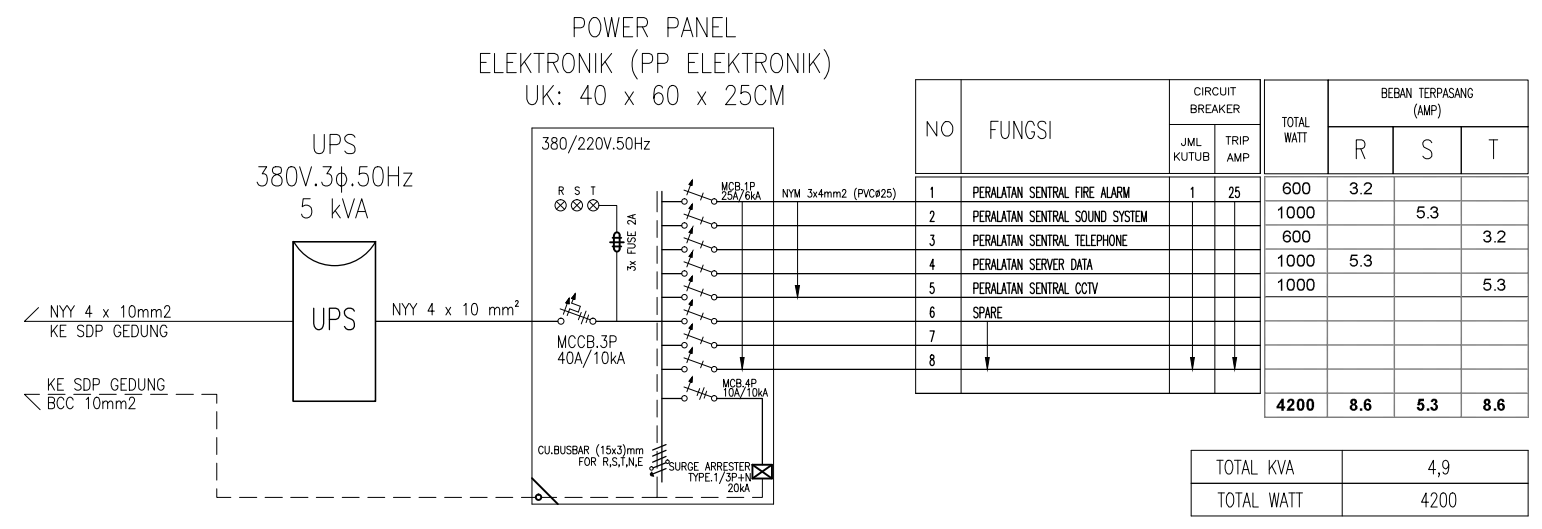 POWER PANEL
ELEKTRONIK (PP ELEKTRONIK)
UK: 40 x 60 x 25CM
UPS
380V.3ϕ.50Hz
5 kVA
UPS
NYY 4 x 10mm2
KE SDP GEDUNG
KE SDP GEDUNG
BCC 10mm2
NYY 4 x 10 mm²
380/220V.50Hz
R S T
3x FUSE 2A
MCCB.3P
40A/10kA
MCB.1P
25A/6kA
MCB.4P
10A/10kA
CU.BUSBAR (15x3)mm
FOR R,S,T,N,E
SURGE ARRESTER
TYPE.1/3P+N
20kA
NYM 3x4mm2 (PVCø25)
NO FUNGSI CIRCUIT BREAKER TOTAL WATT BEBAN TERPASANG (AMP)
JML KUTUB TRIP AMP R S T
1 PERALATAN SENTRAL FIRE ALARM 1 25 600 3.2
2 PERALATAN SENTRAL SOUND SYSTEM 1000 5.3
3 PERALATAN SENTRAL TELEPHONE 600 3.2
4 PERALATAN SERVER DATA 1000 5.3
5 PERALATAN SENTRAL CCTV 1000 5.3
6 SPARE
7
8
4200 8.6 5.3 8.6
TOTAL KVA 4,9
TOTAL WATT 4200